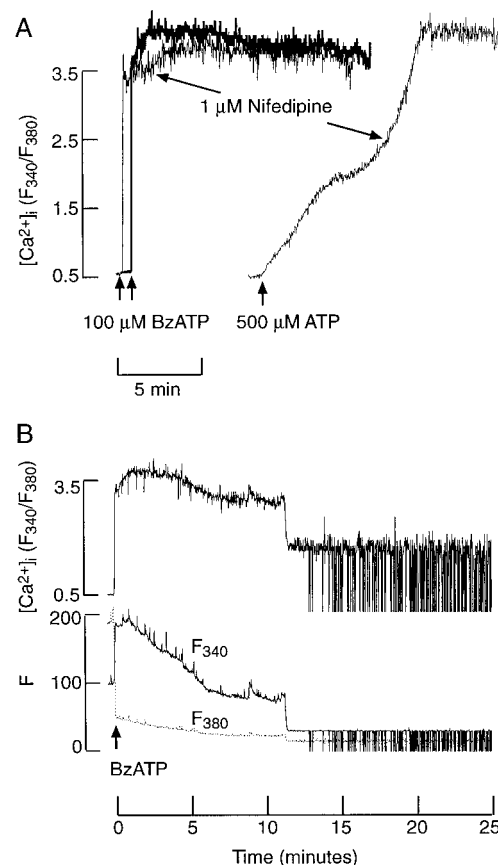 A
[Ca²⁺]ᵢ (F₃₄₀/F₃₈₀)
3.5
2.5
1.5
0.5
1 µM Nifedipine
100 µM BzATP
500 µM ATP
5 min
B
[Ca²⁺]ᵢ (F₃₄₀/F₃₈₀)
3.5
0.5
F
200
100
0
F₃₄₀
F₃₈₀
BzATP
0 5 10 15 20 25
Time (minutes)